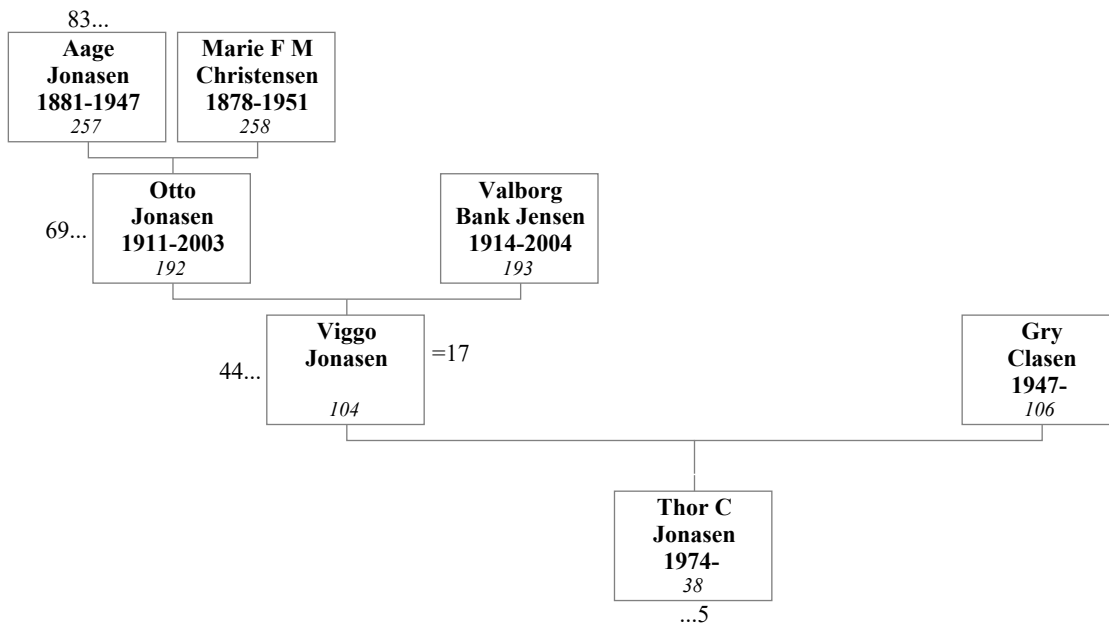 83...
Aage
Jonasen
1881-1947
257
Marie F M
Christensen
1878-1951
258
69...
Otto
Jonasen
1911-2003
192
Valborg
Bank Jensen
1914-2004
193
44...
Viggo
Jonasen
104
=17
Gry
Clasen
1947-
106
Thor C
Jonasen
1974-
38
...5